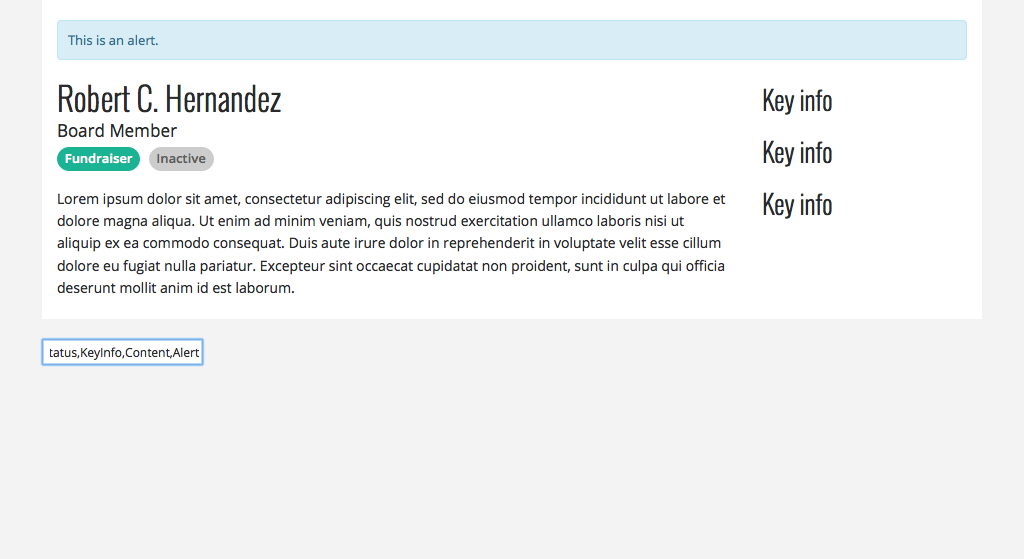 This is an alert.
Robert C. Hernandez
Board Member
Fundraiser Inactive
Lorem ipsum dolor sit amet, consectetur adipiscing elit, sed do eiusmod tempor incididunt ut labore et
dolore magna aliqua. Ut enim ad minim veniam, quis nostrud exercitation ullamco laboris nisi ut
aliquip ex ea commodo consequat. Duis aute irure dolor in reprehenderit in voluptate velit esse cillum
dolore eu fugiat nulla pariatur. Excepteur sint occaecat cupidatat non proident, sunt in culpa qui officia
deserunt mollit anim id est laborum.
Key info
Key info
Key info
tatus,KeyInfo,Content,Alert